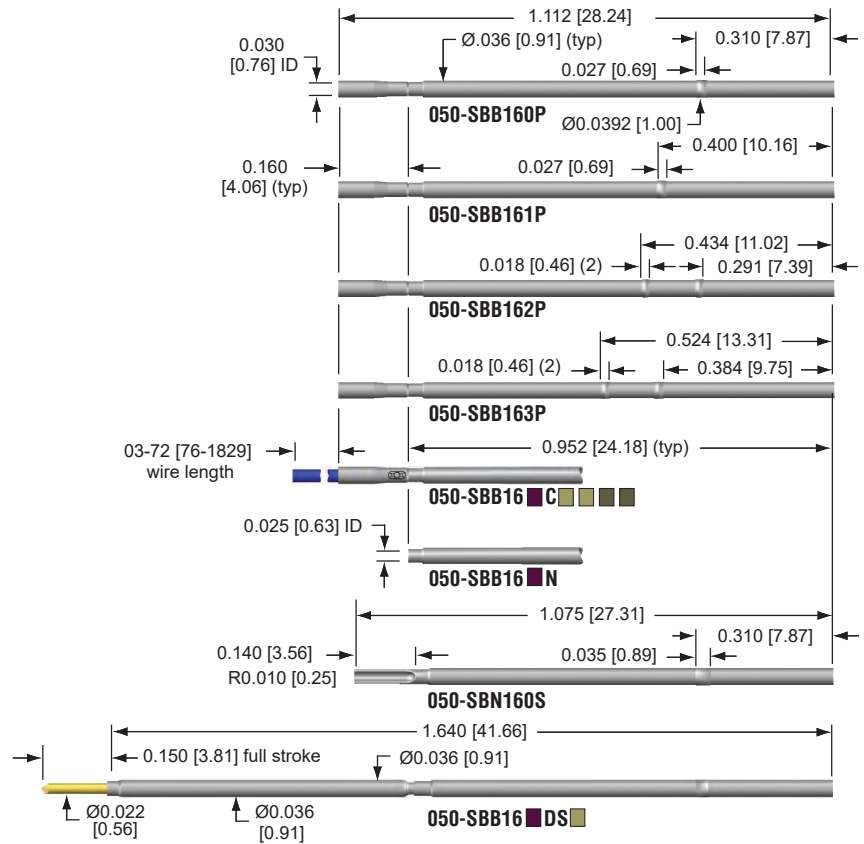 1.112 [28.24]
0.030
[0.76] ID
Ø.036 [0.91] (typ)
0.310 [7.87]
0.027 [0.69]
050-SBB160P
Ø0.0392 [1.00]
0.400 [10.16]
0.160
[4.06] (typ)
0.027 [0.69]
050-SBB161P
0.434 [11.02]
0.018 [0.46] (2)
0.291 [7.39]
050-SBB162P
0.524 [13.31]
0.018 [0.46] (2)
0.384 [9.75]
050-SBB163P
03-72 [76-1829]
wire length
0.952 [24.18] (typ)
050-SBB16 C
0.025 [0.63] ID
050-SBB16 N
1.075 [27.31]
0.310 [7.87]
0.140 [3.56]
R0.010 [0.25]
0.035 [0.89]
050-SBN160S
1.640 [41.66]
0.150 [3.81] full stroke
Ø0.036 [0.91]
Ø0.022
[0.56]
Ø0.036
[0.91]
050-SBB16 DS